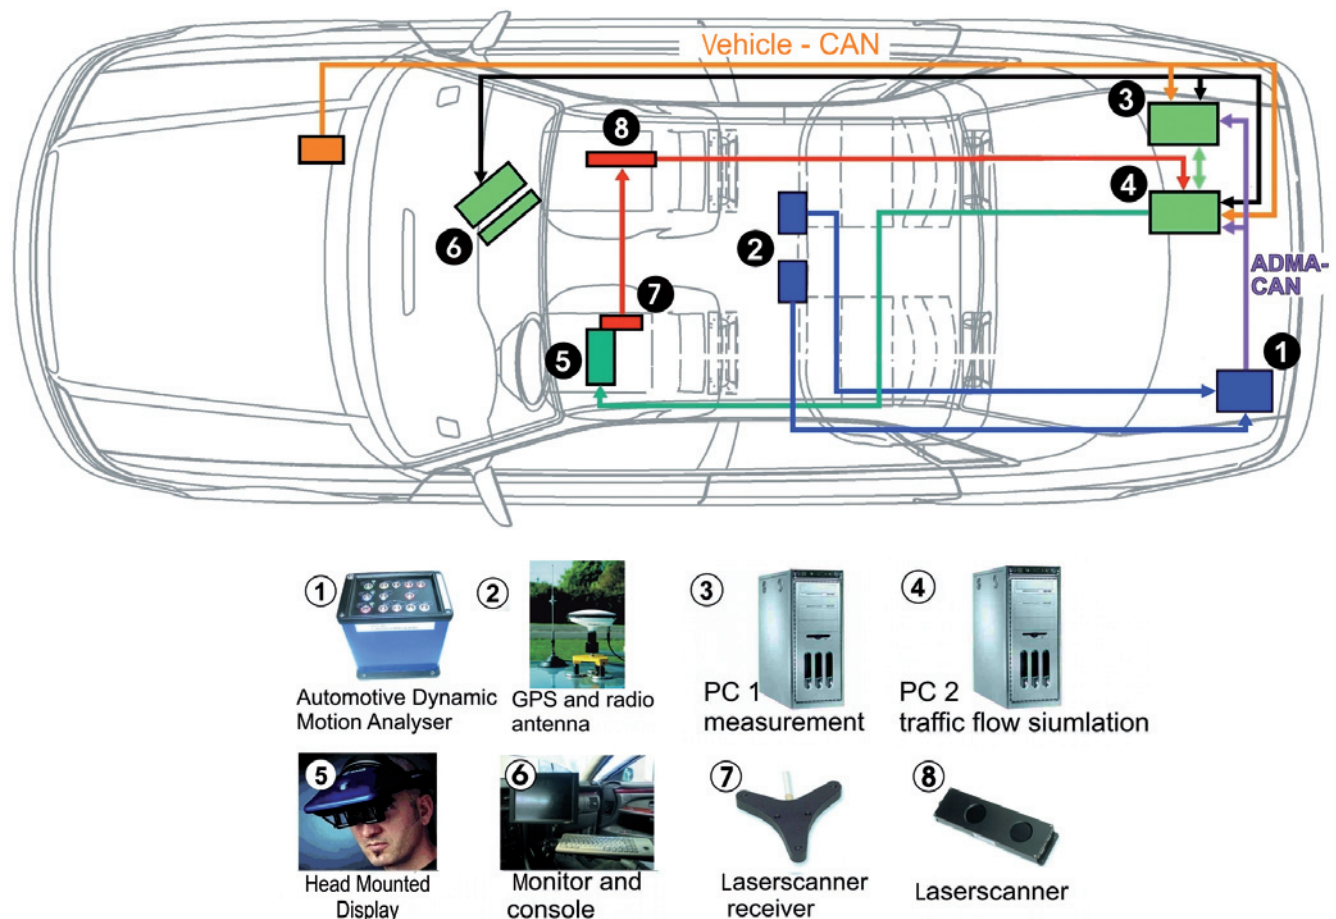 Vehicle - CAN
3
8
4
6
2
7
ADMA-
CAN
5
1
1
Automotive Dynamic
Motion Analyser
2
GPS and radio
antenna
3
PC 1
measurement
4
PC 2
traffic flow siumlation
5
Head Mounted
Display
6
Monitor and
console
7
Laserscanner
receiver
8
Laserscanner